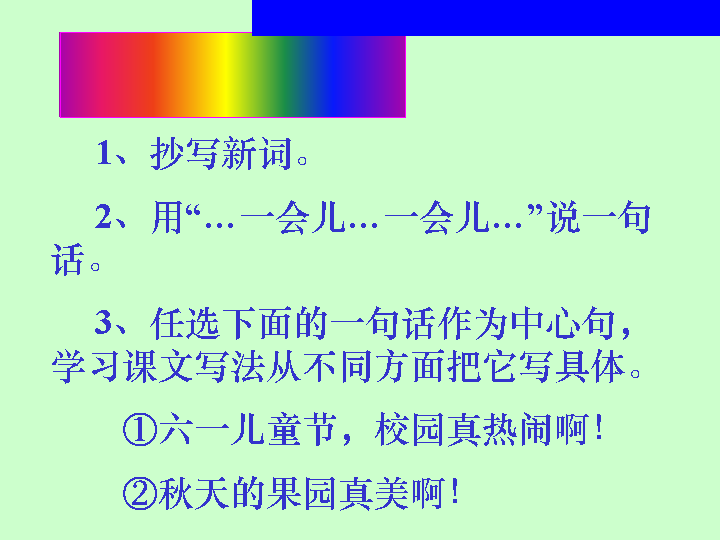 1、抄写新词。
2、用“…一会儿…一会儿…”说一句
话。
3、任选下面的一句话作为中心句，
学习课文写法从不同方面把它写具体。
①六一儿童节，校园真热闹啊！
②秋天的果园真美啊！